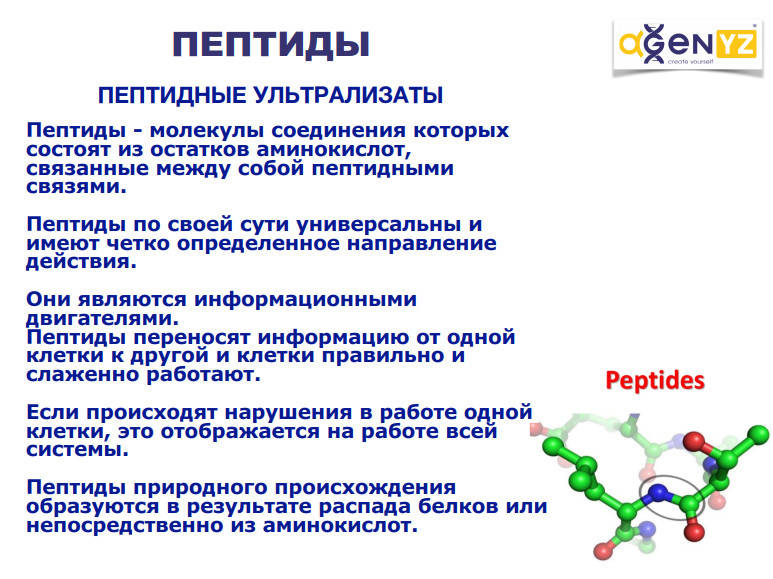 ПЕПТИДЫ
αGENYZ
create yourself
ПЕПТИДНЫЕ УЛЬТРАЛИЗАТЫ
Пептиды - молекулы соединения которых
состоят из остатков аминокислот,
связанные между собой пептидными
связями.
Пептиды по своей сути универсальны и
имеют четко определенное направление
действия.
Они являются информационными
двигателями.
Пептиды переносят информацию от одной
клетки к другой и клетки правильно и
слаженно работают.
Если происходят нарушения в работе одной
клетки, это отображается на работе всей
системы.
Пептиды природного происхождения
образуются в результате распада белков или
непосредственно из аминокислот.
Peptides